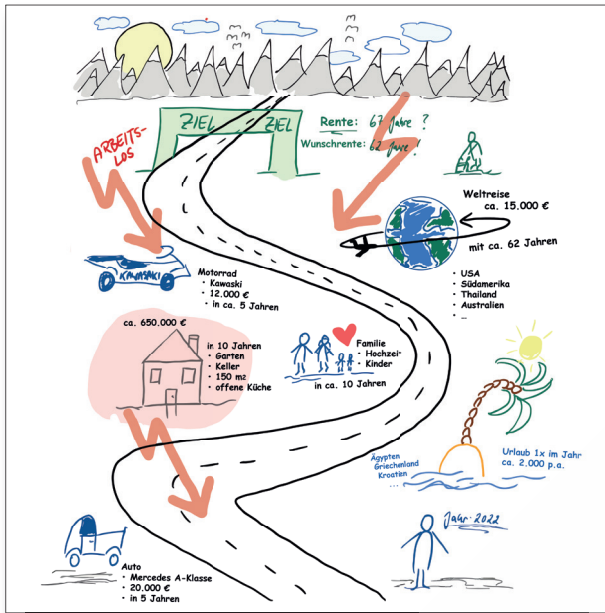 ZIEL ZIEL
Rente: 67 Jahre ?
Wunschrente: 62 Jahre !
ARBEITS-
LOS
Weltreise
ca. 15.000 €
mit ca. 62 Jahren
• USA
• Südamerika
• Thailand
• Australien
• ...
KAWASAKI
Motorrad
• Kawaski
• 12.000 €
• in ca. 5 Jahren
ca. 650.000 €
in 10 Jahren
• Garten
• Keller
• 150 m2
• offene Küche
Familie
• Hochzei-
• Kinder
in ca. 10 Jahren
Ägypten
Griechenland
Kroatien
...
Urlaub 1x im Jahr
ca. 2.000 p.a.
Jahr 2022
Auto
• Mercedes A-Klasse
• 20.000 €
• in 5 Jahren